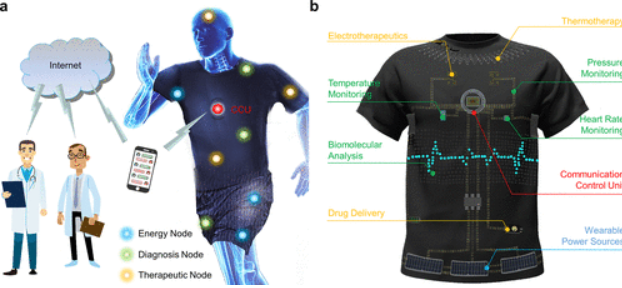 a
Internet
CCU
Energy Node
Diagnosis Node
Therapeutic Node
b
Thermotherapy
Electrotherapeutics
Pressure
Monitoring
Temperature
Monitoring
Heart Rate
Monitoring
Biomolecular
Analysis
Communication
Control Unit
Drug Delivery
Wearable
Power Sources